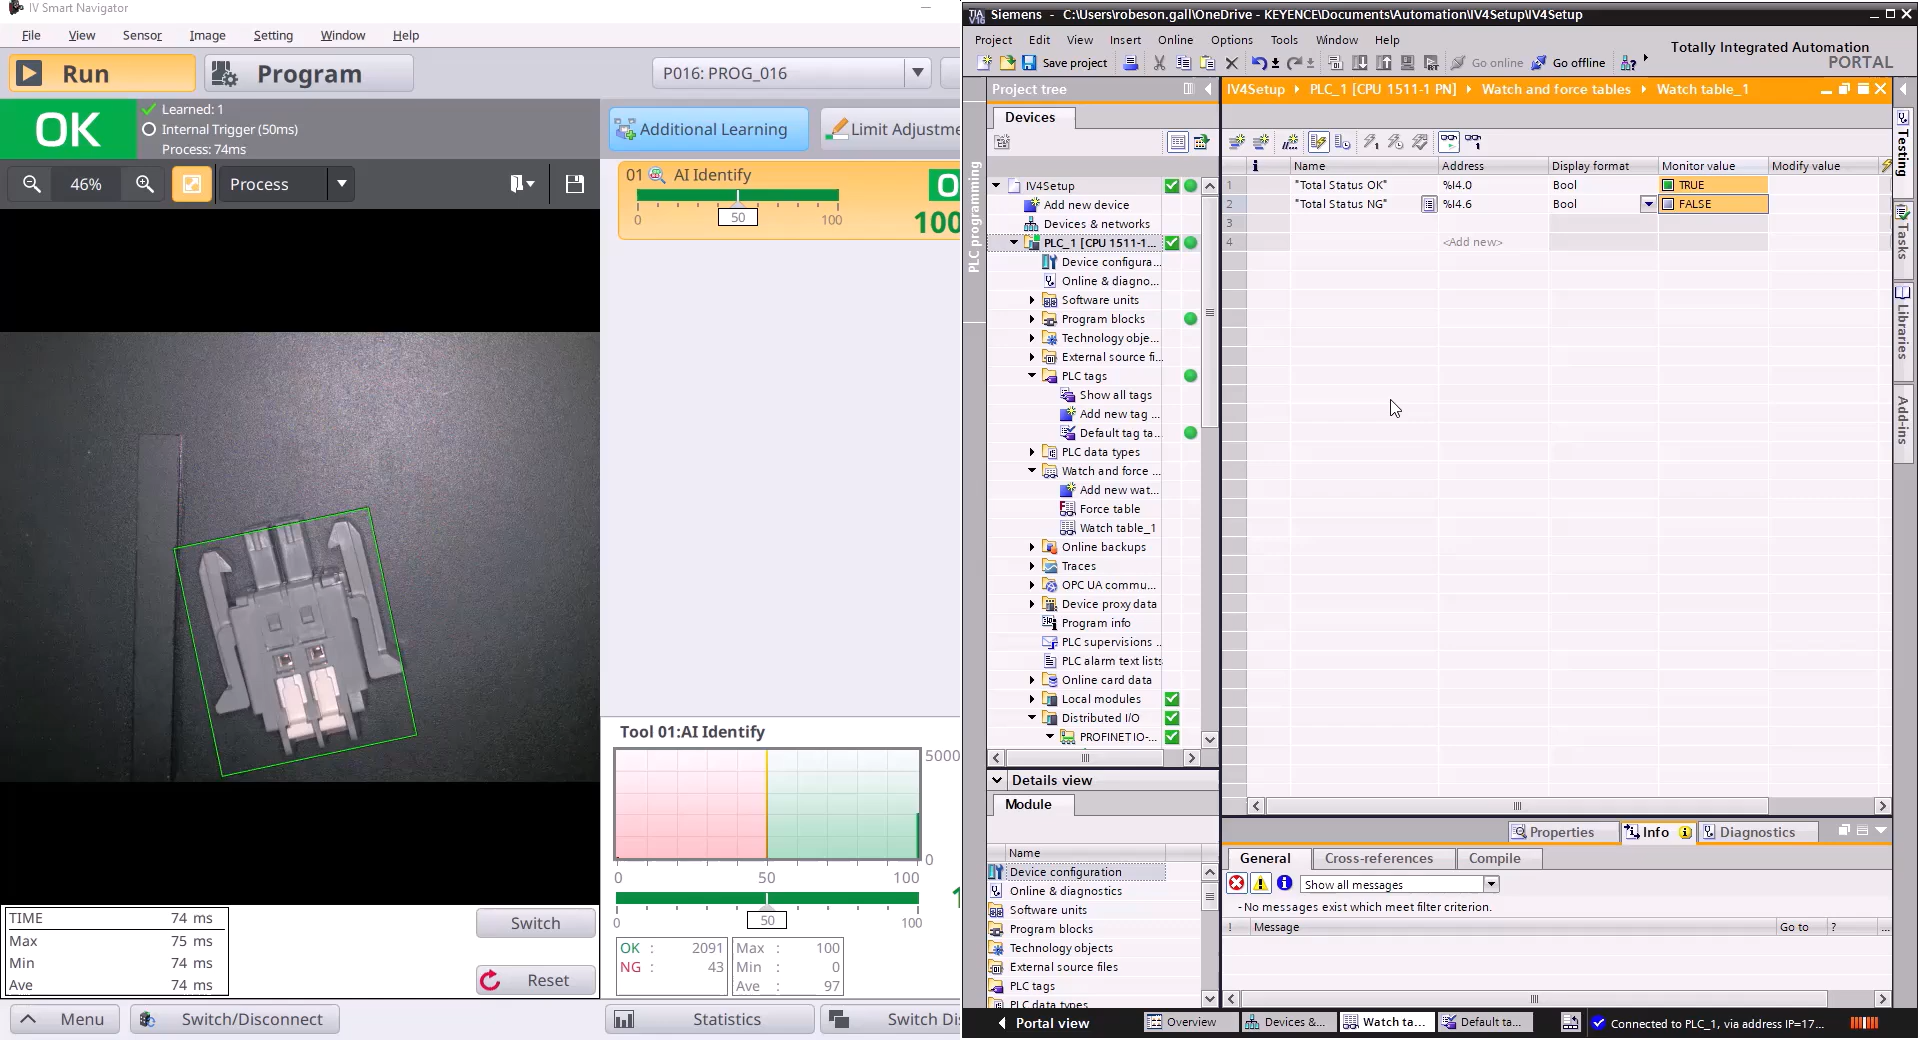 IV Smart Navigator
File View Sensor Image Setting Window Help
Run
Program
P016: PROG_016
OK
Learned: 1
Internal Trigger (50ms)
Process: 74ms
Additional Learning
Limit Adjustme
46%
Process
01 AI Identify
0 50 100
100
Tool 01:AI Identify
5000
0
0 50 100
0 50 100
OK : 2091
NG : 43
Max : 100
Min : 0
Ave : 97
TIME 74 ms
Max 75 ms
Min 74 ms
Ave 74 ms
Switch
Reset
Menu
Switch/Disconnect
Statistics
Switch Di
Siemens - C:\Users\robeson.gall\OneDrive - KEYENCE\Documents\Automation\IV4Setup\IV4Setup
Project Edit View Insert Online Options Tools Window Help
Totally Integrated Automation
PORTAL
Save project
Go online
Go offline
Project tree
IV4Setup PLC_1 [CPU 1511-1 PN] Watch and force tables Watch table_1
Devices
PLC programming
IV4Setup
Add new device
Devices & networks
PLC_1 [CPU 1511-1...
Device configura...
Online & diagno...
Software units
Program blocks
Technology obje...
External source fi...
PLC tags
Show all tags
Add new tag ...
Default tag ta...
PLC data types
Watch and force ...
Add new wat...
Force table
Watch table_1
Online backups
Traces
OPC UA commu...
Device proxy data
Program info
PLC supervisions ..
PLC alarm text lists
Online card data
Local modules
Distributed I/O
PROFINET IO-...
Details view
Module
Name
Device configuration
Online & diagnostics
Software units
Program blocks
Technology objects
External source files
PLC tags
PLC data types
i Name Address Display format Monitor value Modify value
1 "Total Status OK" %I4.0 Bool TRUE
2 "Total Status NG" %I4.6 Bool FALSE
3
4 <Add new>
Testing
Tasks
Libraries
Add-ins
Properties Info Diagnostics
General Cross-references Compile
Show all messages
- No messages exist which meet filter criterion.
! Message Go to ? ...
Portal view
Overview
Devices &...
Watch ta...
Default ta...
Connected to PLC_1, via address IP=17...